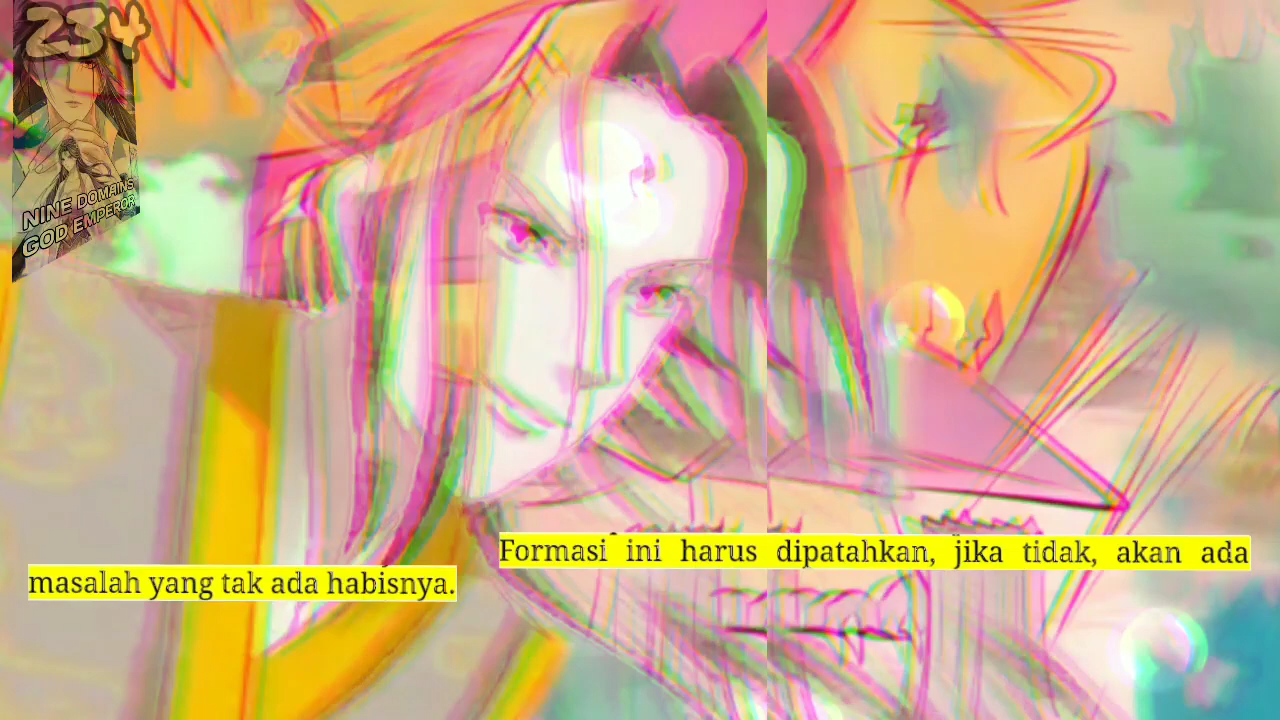 234
NINE DOMAINS
GOD EMPEROR
Formasi ini harus dipatahkan, jika tidak, akan ada
masalah yang tak ada habisnya.